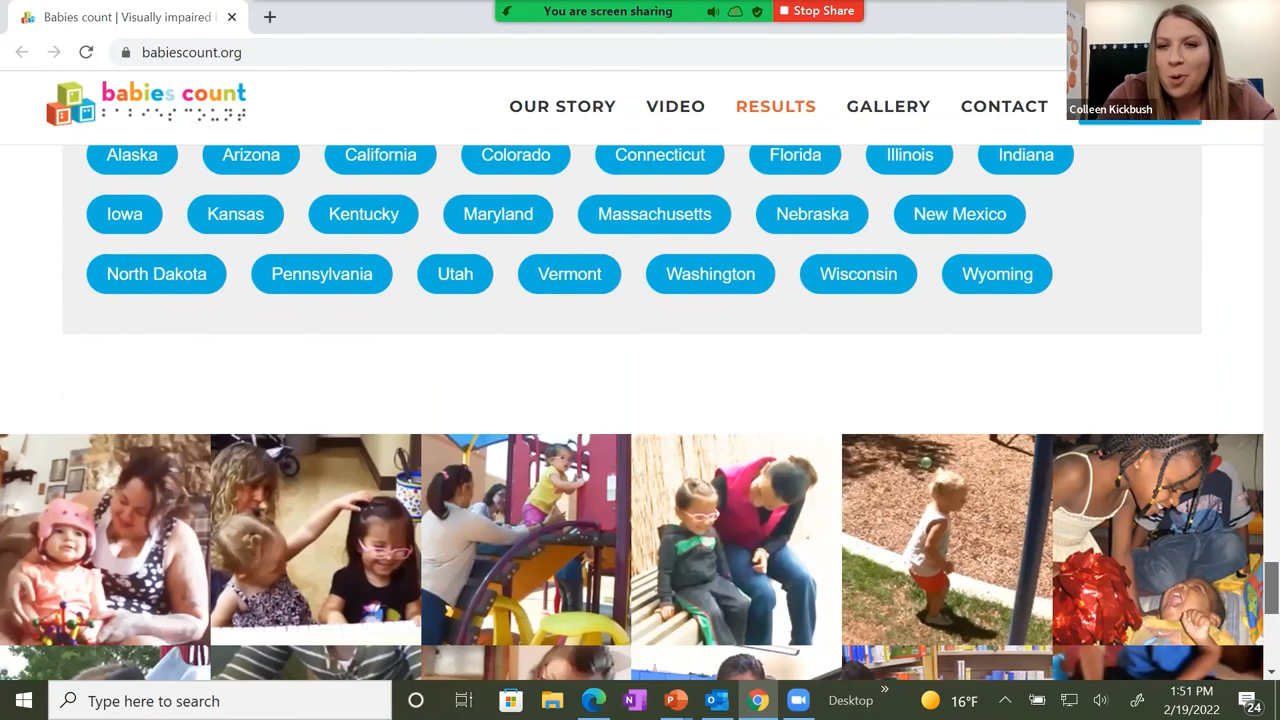 Babies count | Visually impaired
You are screen sharing
Stop Share
babiescount.org
babies count
OUR STORY
VIDEO
RESULTS
GALLERY
CONTACT
Colleen Kickbush
Alaska
Arizona
California
Colorado
Connecticut
Florida
Illinois
Indiana
Iowa
Kansas
Kentucky
Maryland
Massachusetts
Nebraska
New Mexico
North Dakota
Pennsylvania
Utah
Vermont
Washington
Wisconsin
Wyoming
Type here to search
Desktop
16°F
1:51 PM
2/19/2022
24